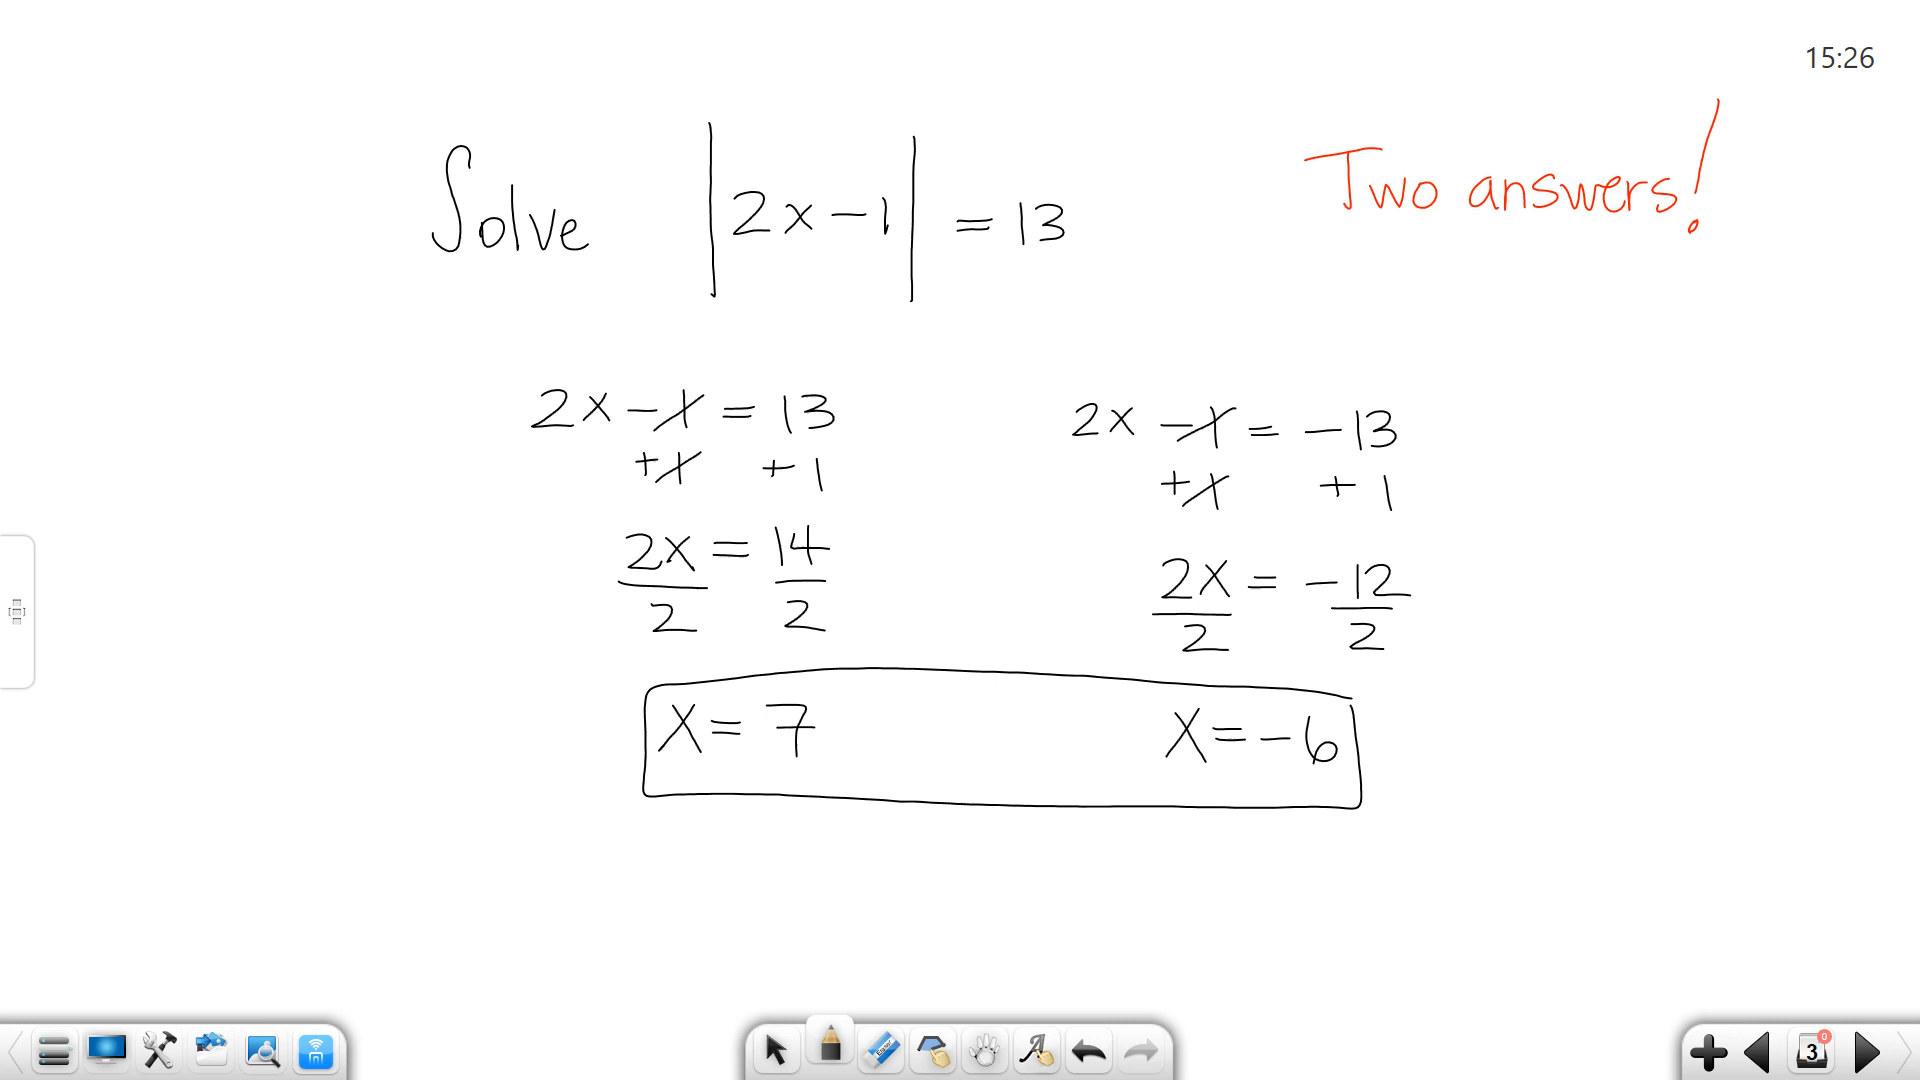 15:26
Solve |2x-1| = 13
Two answers!
2x - 1 = 13
+1 +1
2x = 14
2 2
x = 7
2x - 1 = -13
+1 +1
2x = -12
2 2
x = -6
Eraser
A
3
0